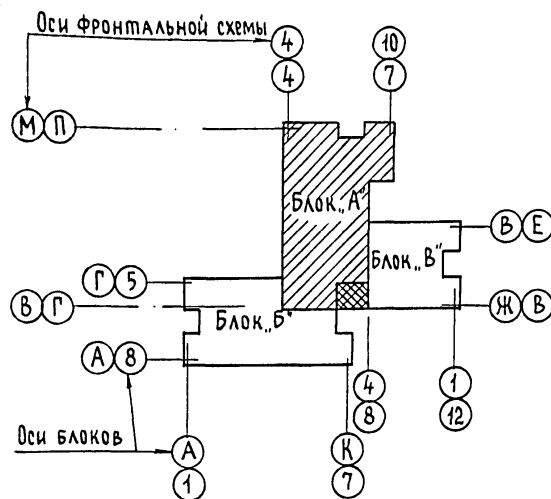 Оси фронтальной схемы
4 10
4 7
М П
Блок „А"
В Е
Блок „В"
Г 5
В Г
Блок „Б"
Ж В
А 8
4 1
8 12
Оси блоков
А К
1 7